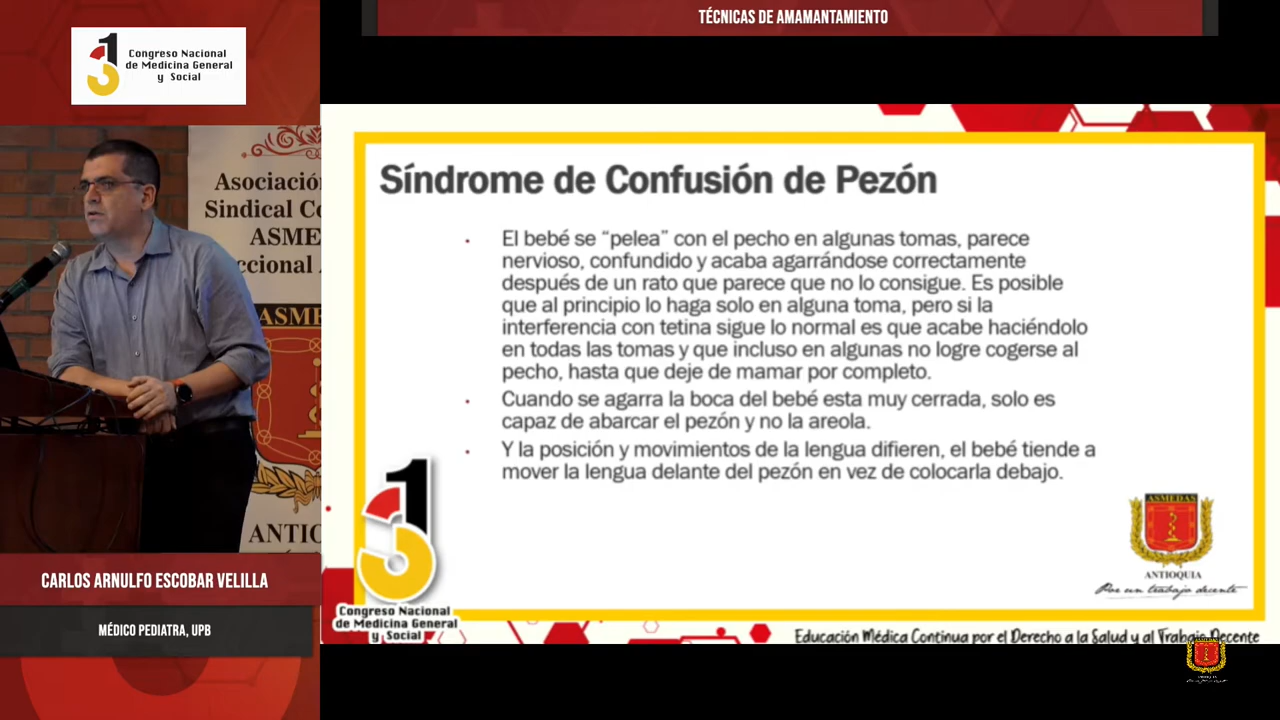 TÉCNICAS DE AMAMANTAMIENTO
Congreso Nacional
de Medicina General
y Social
Asociación
Sindical Co
ASME
ccional A
ASME
ANTIO
CARLOS ARNULFO ESCOBAR VELILLA
MÉDICO PEDIATRA, UPB
Síndrome de Confusión de Pezón
• El bebé se “pelea” con el pecho en algunas tomas, parece
nervioso, confundido y acaba agarrándose correctamente
después de un rato que parece que no lo consigue. Es posible
que al principio lo haga solo en alguna toma, pero si la
interferencia con tetina sigue lo normal es que acabe haciéndolo
en todas las tomas y que incluso en algunas no logre cogerse al
pecho, hasta que deje de mamar por completo.
• Cuando se agarra la boca del bebé esta muy cerrada, solo es
capaz de abarcar el pezón y no la areola.
• Y la posición y movimientos de la lengua difieren, el bebé tiende a
mover la lengua delante del pezón en vez de colocarla debajo.
13
Congreso Nacional
de Medicina General
y Social
ASMEDAS
ANTIOQUIA
Por un trabajo decente
Educación Médica Continua por el Derecho a la Salud y al Trabajo Decente